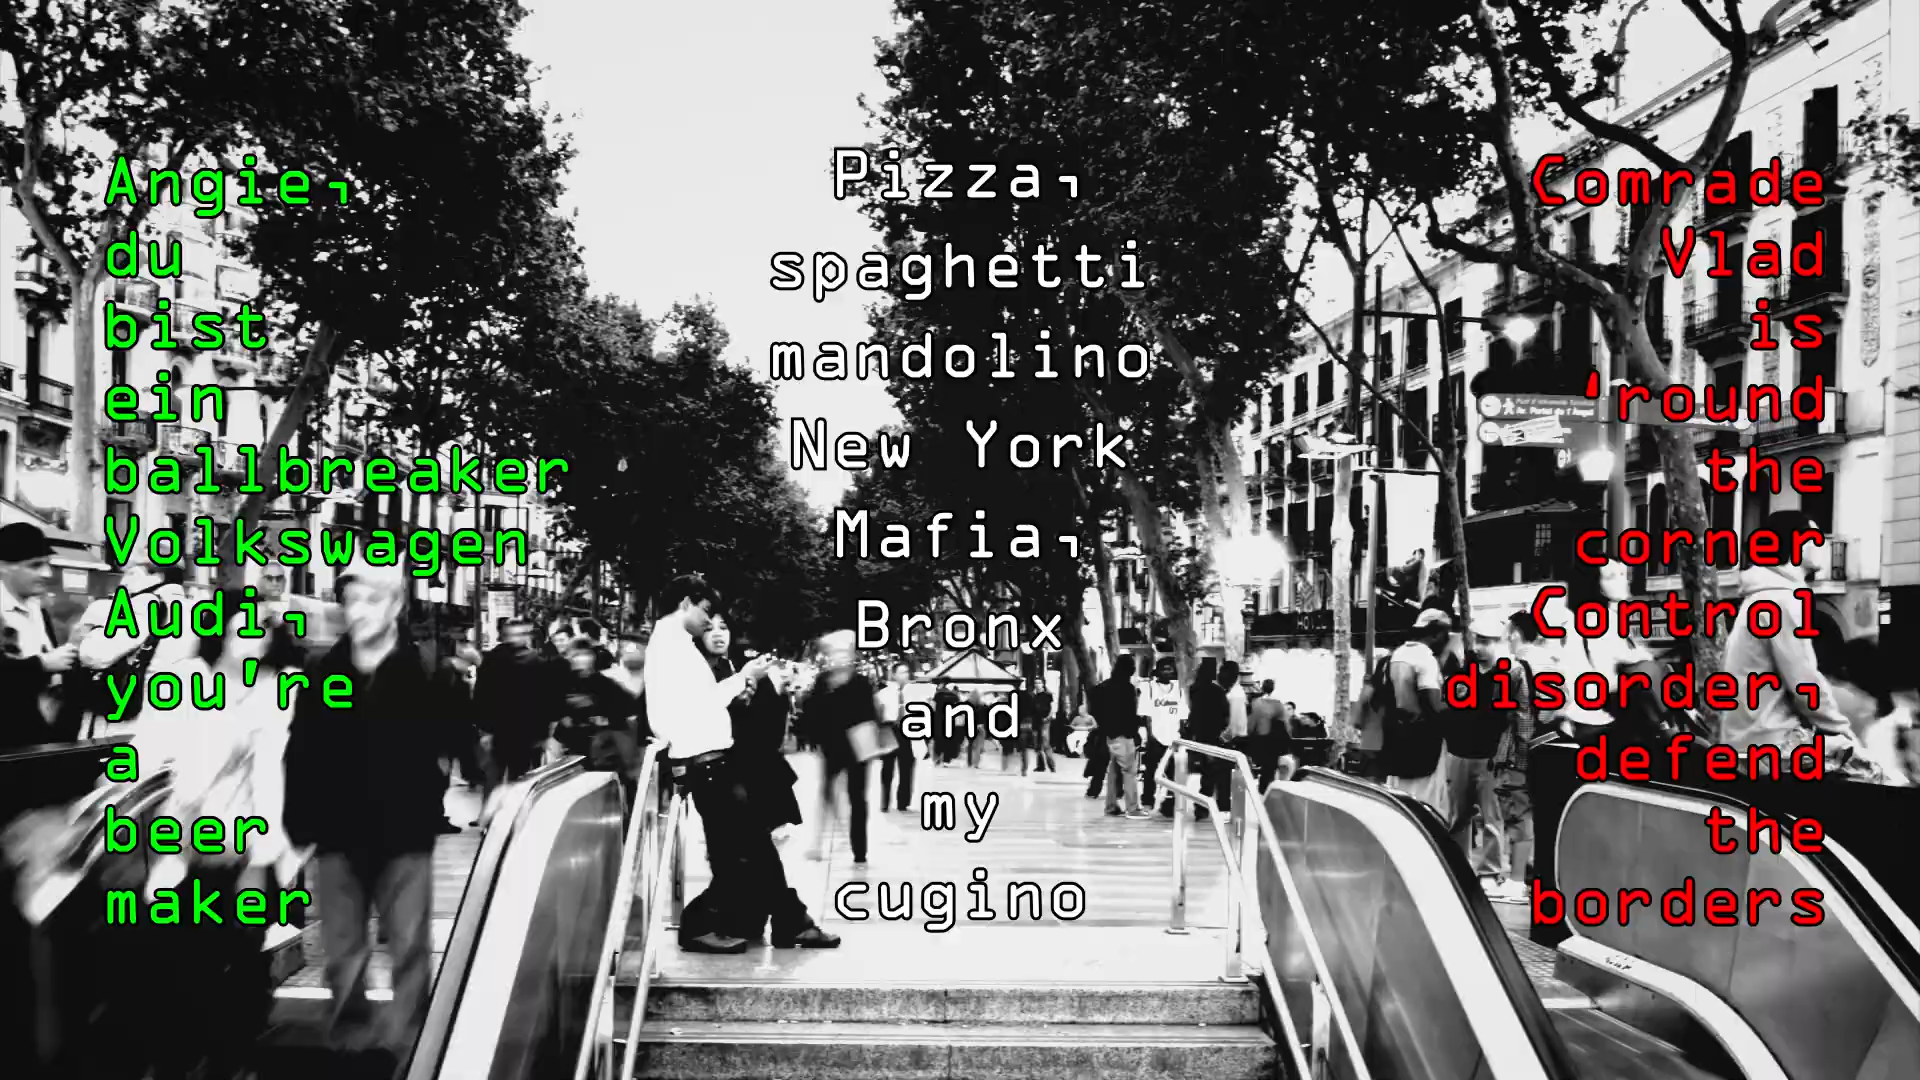 Angie,
du
bist
ein
ballbreaker
Volkswagen
Audi,
you're
a
beer
maker
Pizza,
spaghetti
mandolino
New York
Mafia,
Bronx
and
my
cugino
Comrade
Vlad
is
'round
the
corner
Control
disorder,
defend
the
borders